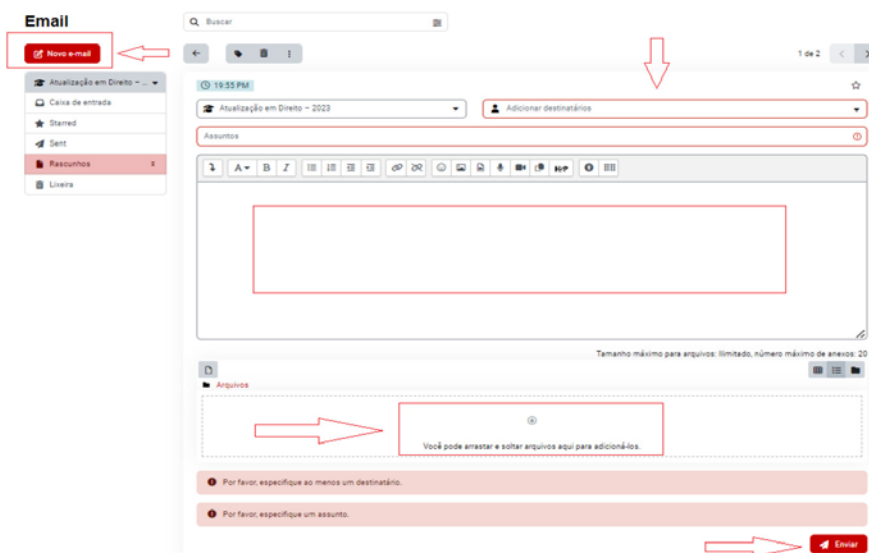 Email
Buscar
Novo e-mail
1 de 2
Atualização em Direito – ...
Caixa de entrada
Starred
Sent
Rascunhos
Lixeira
19:55 PM
Atualização em Direito – 2023
Adicionar destinatários
Assuntos
A B I
H-P
Tamanho máximo para arquivos: Ilimitado, número máximo de anexos: 20
Arquivos
Você pode arrastar e soltar arquivos aqui para adicioná-los.
Por favor, especifique ao menos um destinatário.
Por favor, especifique um assunto.
Enviar